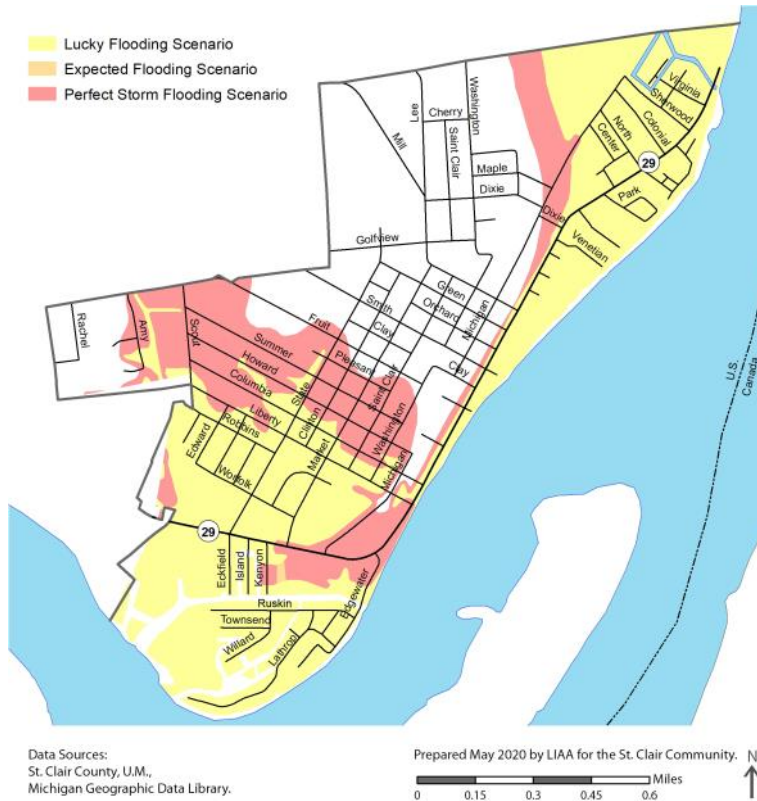 Lucky Flooding Scenario
Expected Flooding Scenario
Perfect Storm Flooding Scenario
Virginia
Sherwood
Colonial
North
Center
29
Park
Venetian
Washington
Lee
Cherry
Saint Clair
Mill
Maple
Dixie
Dixie
Golfview
Green
Orchard
Smith
Clay
Michigan
Fruit
Pleasant
Clay
Rachel
Amy
Scout
Summer
Howard
Columbia
State
Saint Clair
Clinton
Liberty
Robbins
Edward
Market
Washington
Michigan
Woffolk
29
Eckfield
Island
Kenyon
Edgewater
Ruskin
Townsend
Willard
Lathrop
U.S.
Canada
Data Sources:
St. Clair County, U.M.,
Michigan Geographic Data Library.
Prepared May 2020 by LIAA for the St. Clair Community.
N
Miles
0 0.15 0.3 0.45 0.6